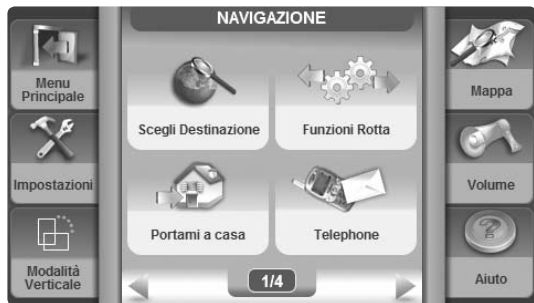 NAVIGAZIONE
Menu
Principale
Impostazioni
Modalità
Verticale
Scegli Destinazione
Funzioni Rotta
Portami a casa
Telephone
1/4
Mappa
Volume
Aiuto